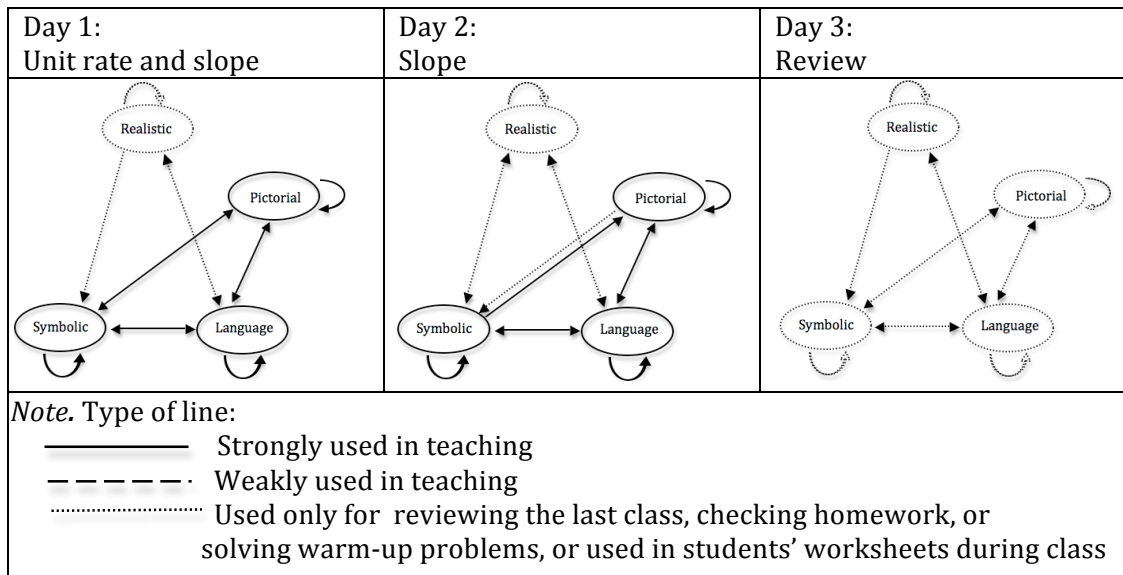 Day 1:
Unit rate and slope
Day 2:
Slope
Day 3:
Review
Realistic
Pictorial
Symbolic
Language
Realistic
Pictorial
Symbolic
Language
Realistic
Pictorial
Symbolic
Language
Note. Type of line:
Strongly used in teaching
Weakly used in teaching
Used only for reviewing the last class, checking homework, or
solving warm-up problems, or used in students’ worksheets during class